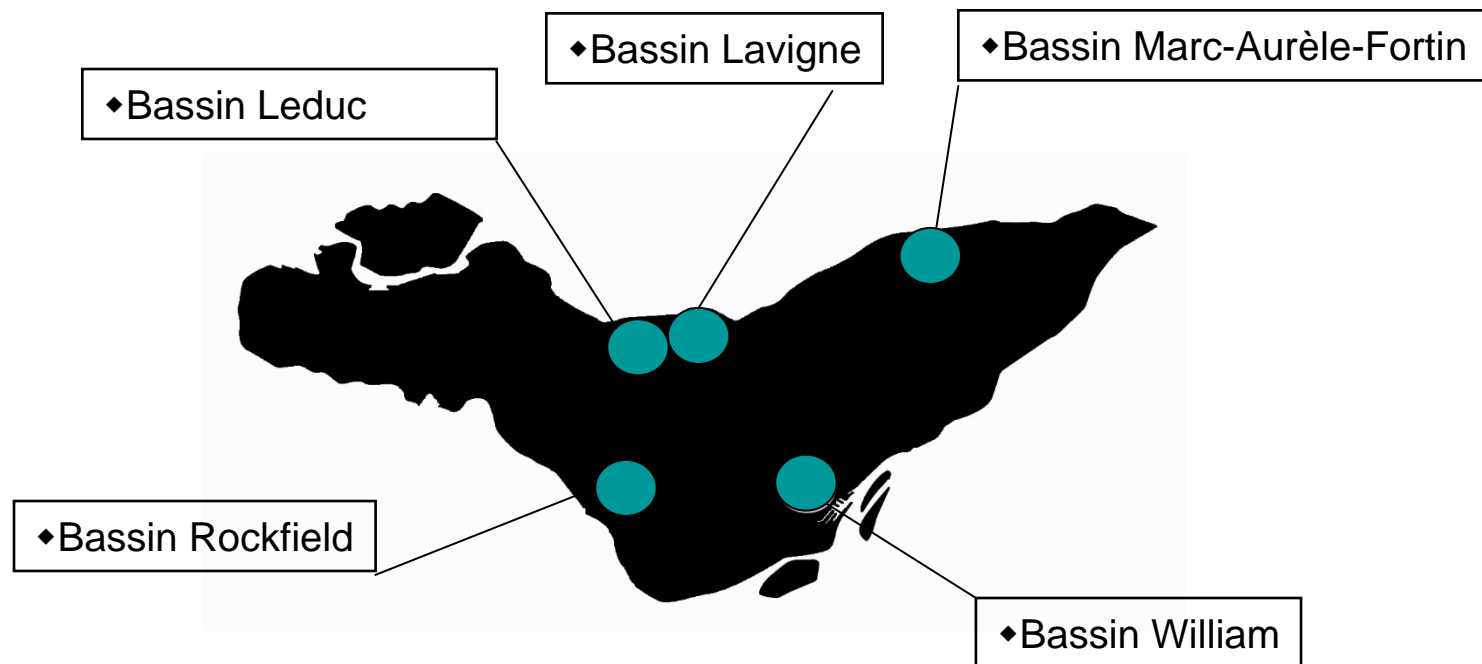 ◆Bassin Lavigne
◆Bassin Marc-Aurèle-Fortin
◆Bassin Leduc
◆Bassin Rockfield
◆Bassin William